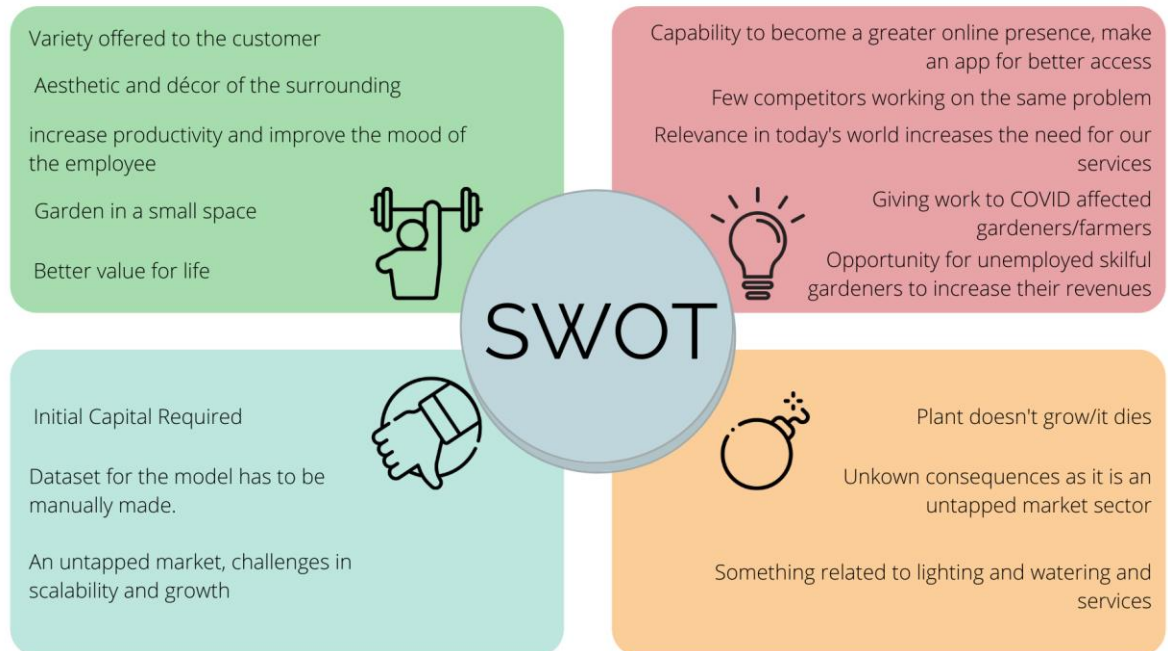 Variety offered to the customer
Aesthetic and décor of the surrounding
increase productivity and improve the mood of
the employee
Garden in a small space
Better value for life
Capability to become a greater online presence, make
an app for better access
Few competitors working on the same problem
Relevance in today's world increases the need for our
services
Giving work to COVID affected
gardeners/farmers
Opportunity for unemployed skilful
gardeners to increase their revenues
SWOT
Initial Capital Required
Dataset for the model has to be
manually made.
An untapped market, challenges in
scalability and growth
Plant doesn't grow/it dies
Unkown consequences as it is an
untapped market sector
Something related to lighting and watering and
services